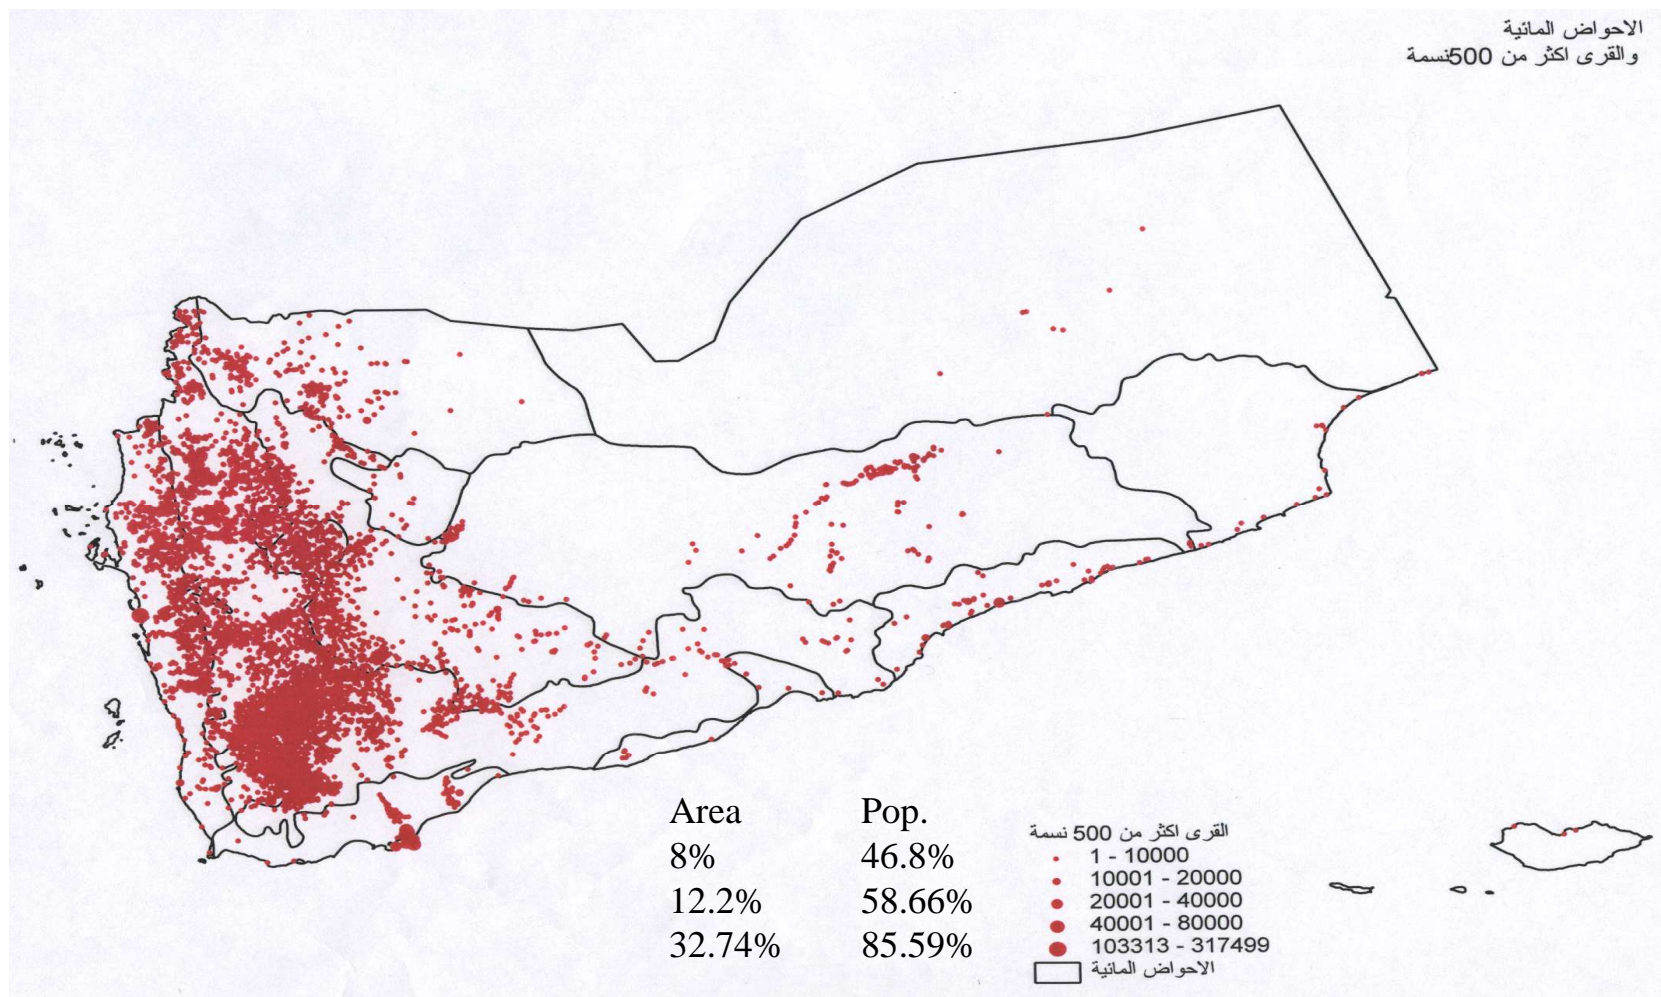 الاحواض المائية
والقرى اكثر من 500نسمة
Area Pop.
8% 46.8%
12.2% 58.66%
32.74% 85.59%
القرى اكثر من 500 نسمة
1 - 10000
10001 - 20000
20001 - 40000
40001 - 80000
103313 - 317499
الاحواض المائية